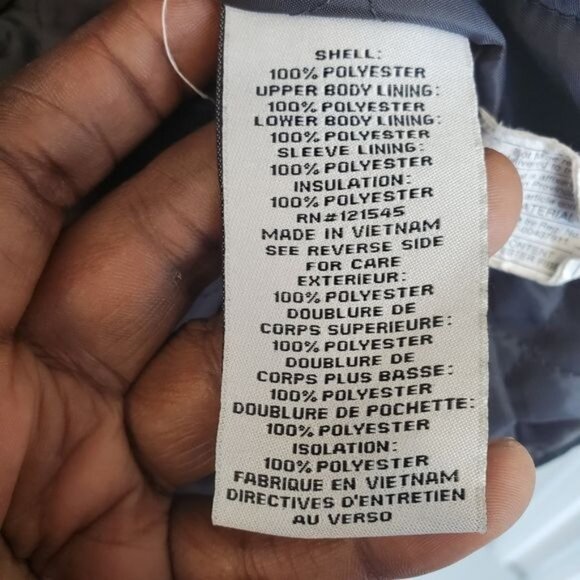 SHELL:
100% POLYESTER
UPPER BODY LINING:
100% POLYESTER
LOWER BODY LINING:
100% POLYESTER
SLEEVE LINING:
100% POLYESTER
INSULATION:
100% POLYESTER
RN#121545
MADE IN VIETNAM
SEE REVERSE SIDE
FOR CARE
EXTERIEUR:
100% POLYESTER
DOUBLURE DE
CORPS SUPERIEURE:
100% POLYESTER
DOUBLURE DE
CORPS PLUS BASSE:
100% POLYESTER
DOUBLURE DE POCHETTE:
100% POLYESTER
ISOLATION:
100% POLYESTER
FABRIQUE EN VIETNAM
DIRECTIVES D'ENTRETIEN
AU VERSO